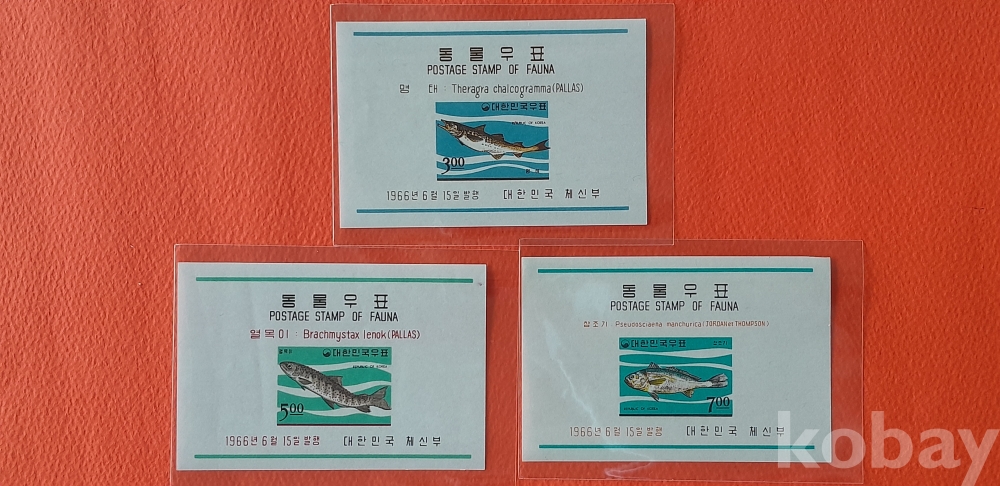 동물우표
POSTAGE STAMP OF FAUNA
명 태 : Theragra chalcogramma(PALLAS)
대한민국우표
REPUBLIC OF KOREA
3.00
1966년 6월 15일 발행 대한민국 체신부
동물우표
POSTAGE STAMP OF FAUNA
열목이 : Brachmystax lenok(PALLAS)
열목이 대한민국우표
REPUBLIC OF KOREA
5.00
1966년 6월 15일 발행 대한민국 체신부
동물우표
POSTAGE STAMP OF FAUNA
참조기 : Pseudosciaena manchurica(JORDAN et THOMPSON)
대한민국우표 참조기
REPUBLIC OF KOREA
7.00
1966년 6월 15일 발행 대한민국 체신부
kobay